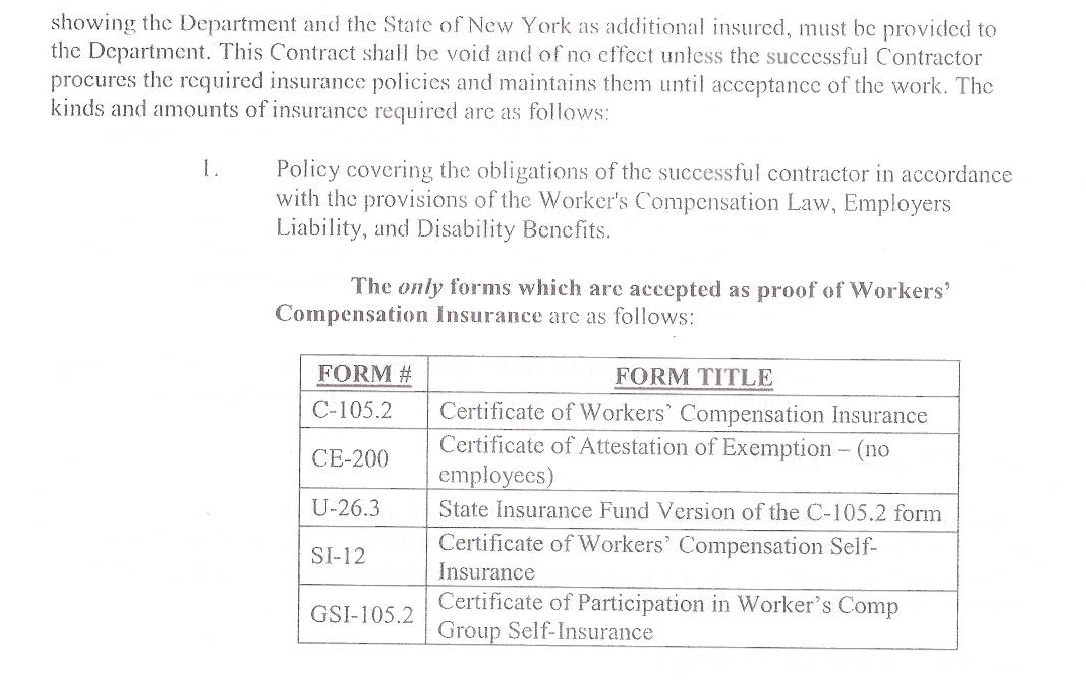 showing the Department and the State of New York as additional insured, must be provided to
the Department. This Contract shall be void and of no effect unless the successful Contractor
procures the required insurance policies and maintains them until acceptance of the work. The
kinds and amounts of insurance required are as follows:
1. Policy covering the obligations of the successful contractor in accordance
with the provisions of the Worker's Compensation Law, Employers
Liability, and Disability Benefits.
The only forms which are accepted as proof of Workers’
Compensation Insurance are as follows:
FORM # FORM TITLE
C-105.2 Certificate of Workers’ Compensation Insurance
CE-200 Certificate of Attestation of Exemption – (no
employees)
U-26.3 State Insurance Fund Version of the C-105.2 form
SI-12 Certificate of Workers’ Compensation Self-
Insurance
GSI-105.2 Certificate of Participation in Worker’s Comp
Group Self-Insurance